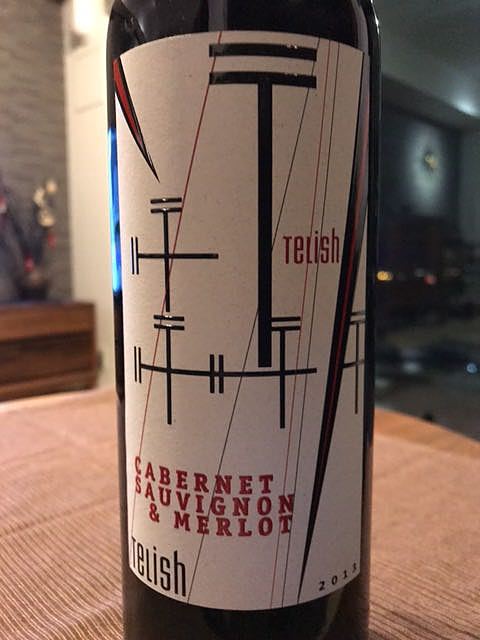 Telish
CABERNET
SAUVIGNON
& MERLOT
Telish
2013